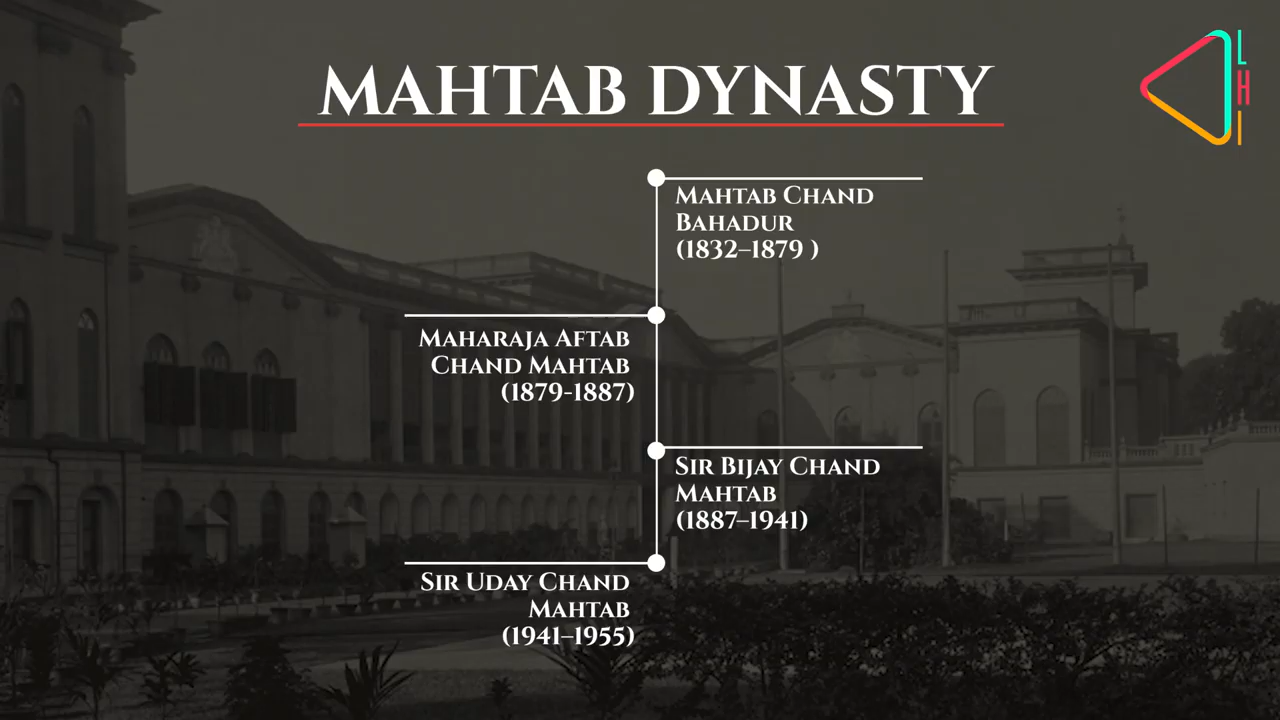 MAHTAB DYNASTY
LHI
MAHTAB CHAND
BAHADUR
(1832–1879 )
MAHARAJA AFTAB
CHAND MAHTAB
(1879-1887)
SIR BIJAY CHAND
MAHTAB
(1887–1941)
SIR UDAY CHAND
MAHTAB
(1941–1955)